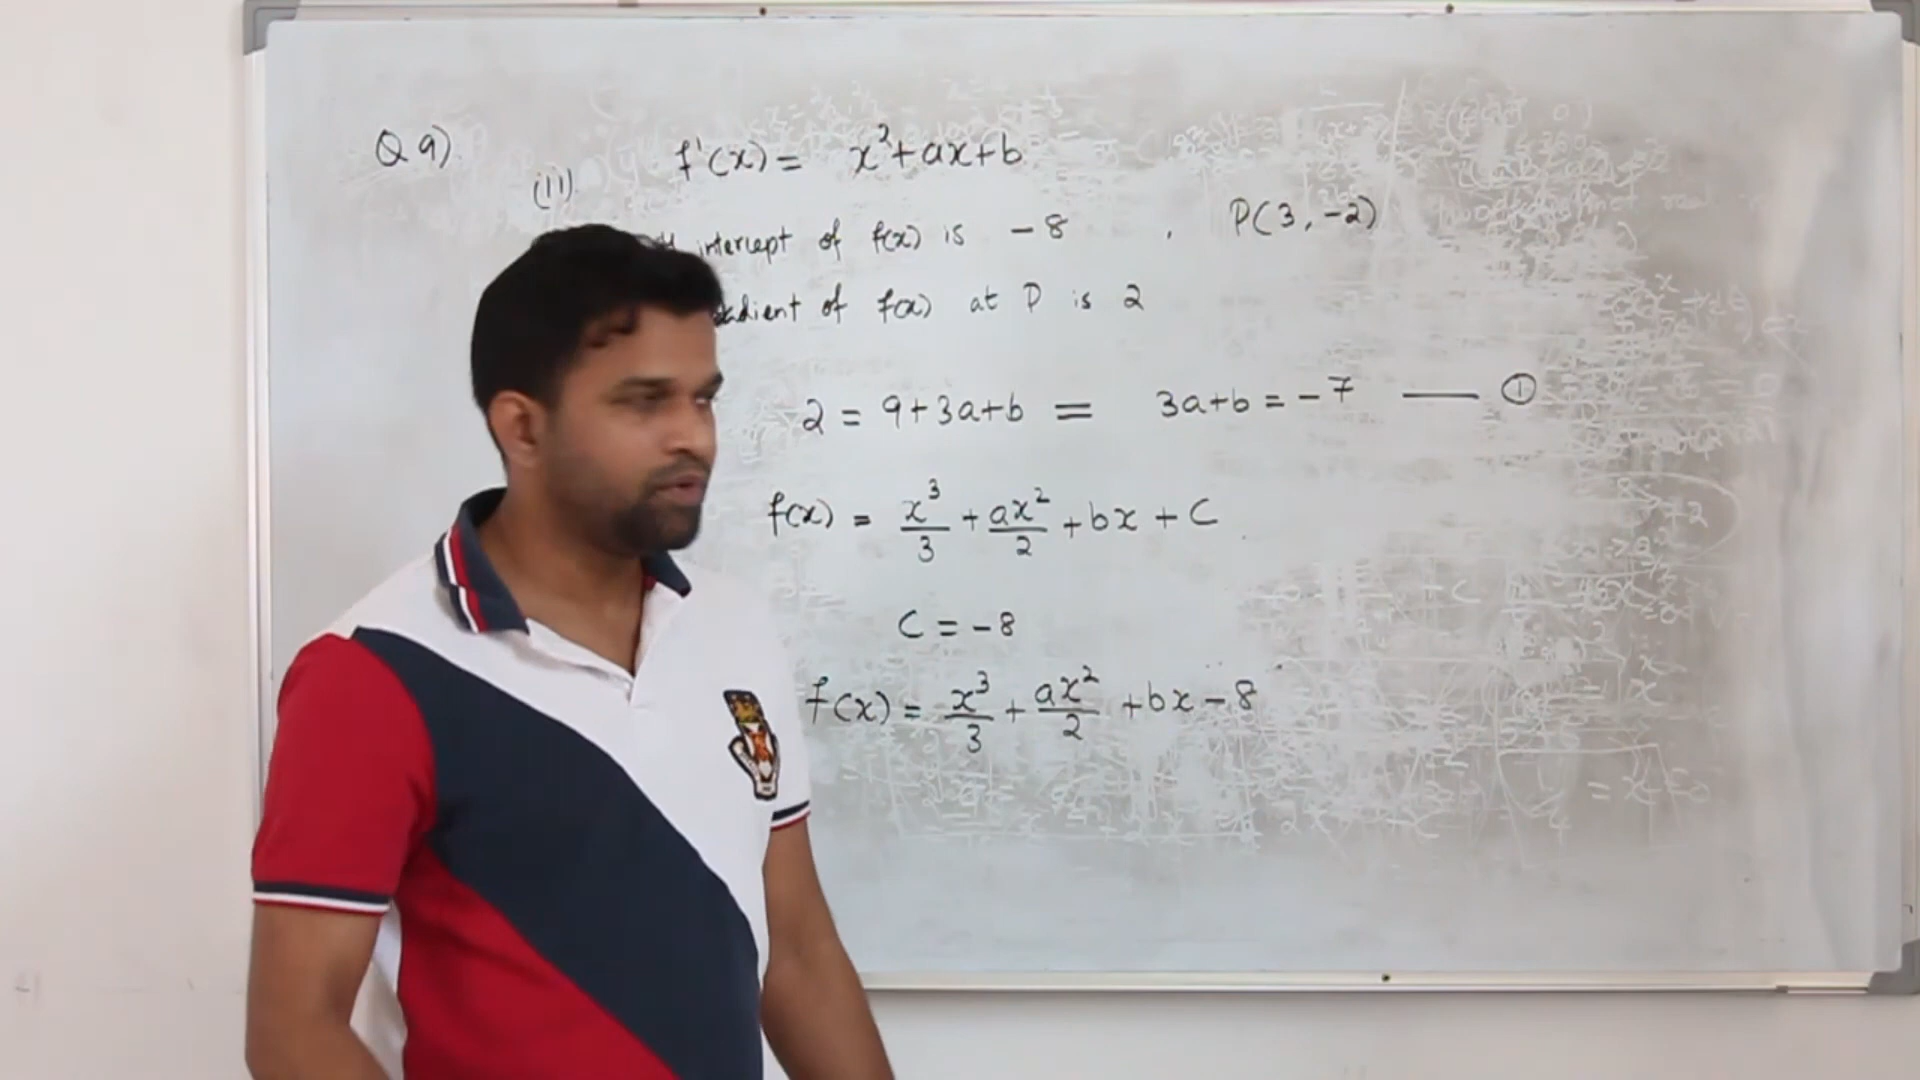 Q 9)
(ii) f'(x) = x²+ax+b
intercept of f(x) is -8 , P(3, -2)
gradient of f(x) at P is 2
2 = 9+3a+b = 3a+b = -7 —— ①
f(x) = x³/3 + ax²/2 + bx + C
C = -8
f(x) = x³/3 + ax²/2 + bx - 8